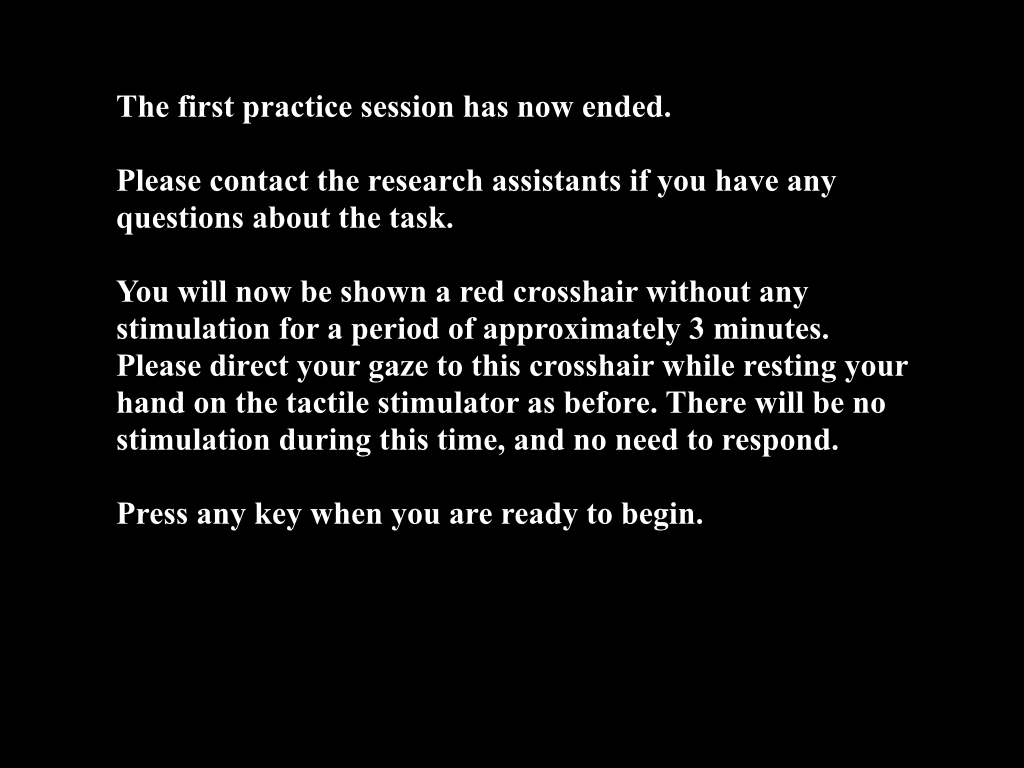 The first practice session has now ended.
Please contact the research assistants if you have any
questions about the task.
You will now be shown a red crosshair without any
stimulation for a period of approximately 3 minutes.
Please direct your gaze to this crosshair while resting your
hand on the tactile stimulator as before. There will be no
stimulation during this time, and no need to respond.
Press any key when you are ready to begin.